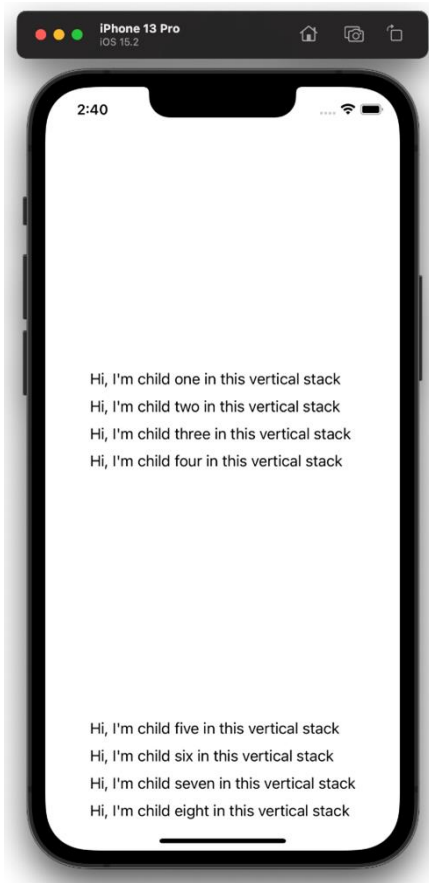 iPhone 13 Pro
iOS 15.2
2:40
Hi, I'm child one in this vertical stack
Hi, I'm child two in this vertical stack
Hi, I'm child three in this vertical stack
Hi, I'm child four in this vertical stack
Hi, I'm child five in this vertical stack
Hi, I'm child six in this vertical stack
Hi, I'm child seven in this vertical stack
Hi, I'm child eight in this vertical stack